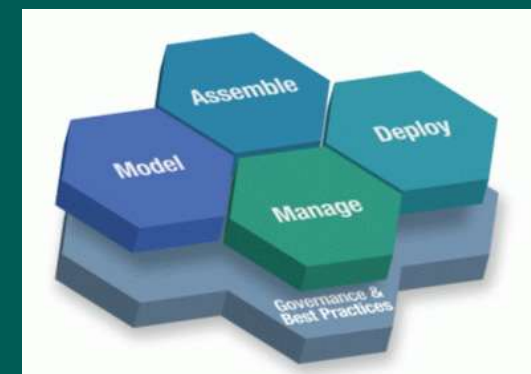 Assemble
Deploy
Model
Manage
Governance &
Best Practices